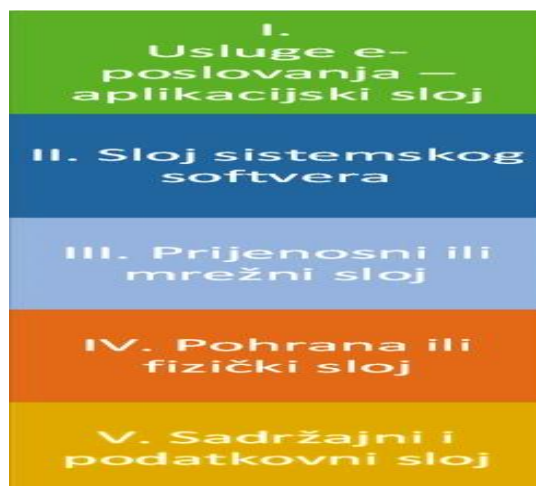 I.
Usluge e-
poslovanja –
aplikacijski sloj
II. Sloj sistemskog
softvera
III. Prijenosni ili
mrežni sloj
IV. Pohrana ili
fizički sloj
V. Sadržajni i
podatkovni sloj